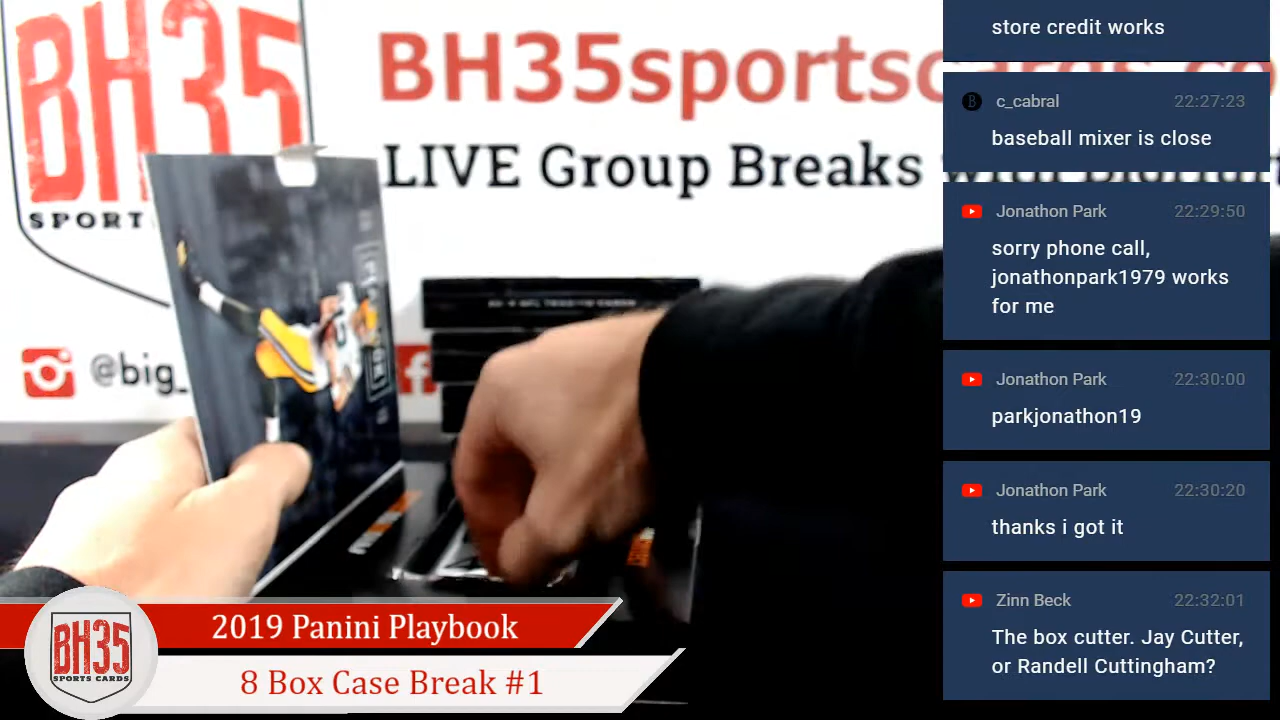 BH35
SPORT
BH35sportscards.co
LIVE Group Breaks with
@big_
2019 Panini Playbook
8 Box Case Break #1
BH35
SPORTS CARDS
store credit works
c_cabral 22:27:23
baseball mixer is close
Jonathon Park 22:29:50
sorry phone call,
jonathonpark1979 works
for me
Jonathon Park 22:30:00
parkjonathon19
Jonathon Park 22:30:20
thanks i got it
Zinn Beck 22:32:01
The box cutter. Jay Cutter,
or Randell Cuttingham?